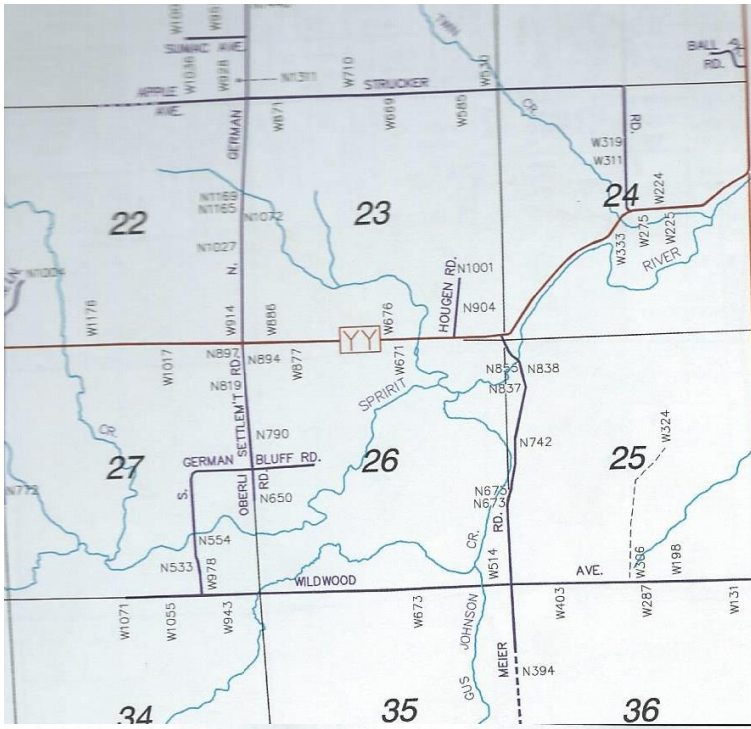 W98
SUMAC AVE.
W1036
W928
N1311
W710
STRUCKER
W530
TWIN
CR.
BALL
RD.
APPLE
AVE.
GERMAN
W871
W669
W585
W319
W311
RD.
22
23
24
N1169
N1165
N1072
N1027
N.
W224
W275
W225
W333
RIVER
N1004
HOUGEN RD.
N1001
N904
W1176
W914
W886
W676
YY
W1017
N897
N894
W877
W671
N855
N838
N837
N819
SPRIRIT
SETTLEM'T RD.
CR.
N790
N742
W324
27
GERMAN
BLUFF RD.
26
25
N772
S.
OBERLI
RD.
N650
N675
N673
RD.
CR.
N554
N533
W978
WILDWOOD
W514
AVE.
W306
W198
W1071
W1055
W943
W673
JOHNSON
GUS
MEIER
W403
W287
W131
N394
34
35
36